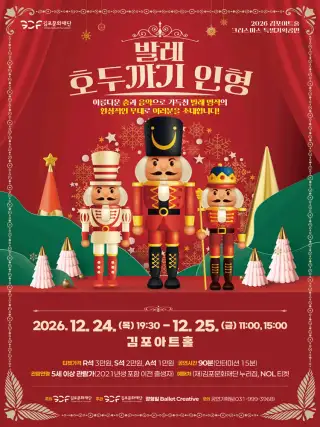 김포문화재단
2026 김포아트홀
크리스마스 특별기획공연
발레
호두까기 인형
아름다운 춤과 음악으로 가득찬 발레 명작의
환상적인 무대로 여러분을 초대합니다!
2026. 12. 24.(목) 19:30 – 12. 25.(금) 11:00, 15:00
김포아트홀
티켓가격 R석 3만원, S석 2만원, A석 1만원 공연시간 90분(인터미션 15분)
관람연령 5세 이상 관람가(2021년생 포함 이전 출생자) 예매처 (재)김포문화재단 누리집, NOL 티켓
주최 김포문화재단 Ballet Creative